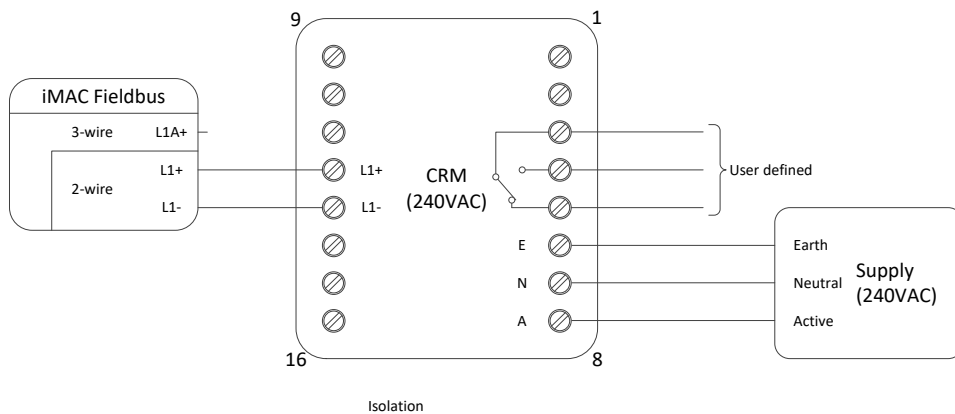 9
1
iMAC Fieldbus
3-wire
L1A+
2-wire
L1+
L1-
L1+
L1-
CRM
(240VAC)
User defined
E
N
A
Earth
Neutral
Active
Supply
(240VAC)
16
8
Isolation